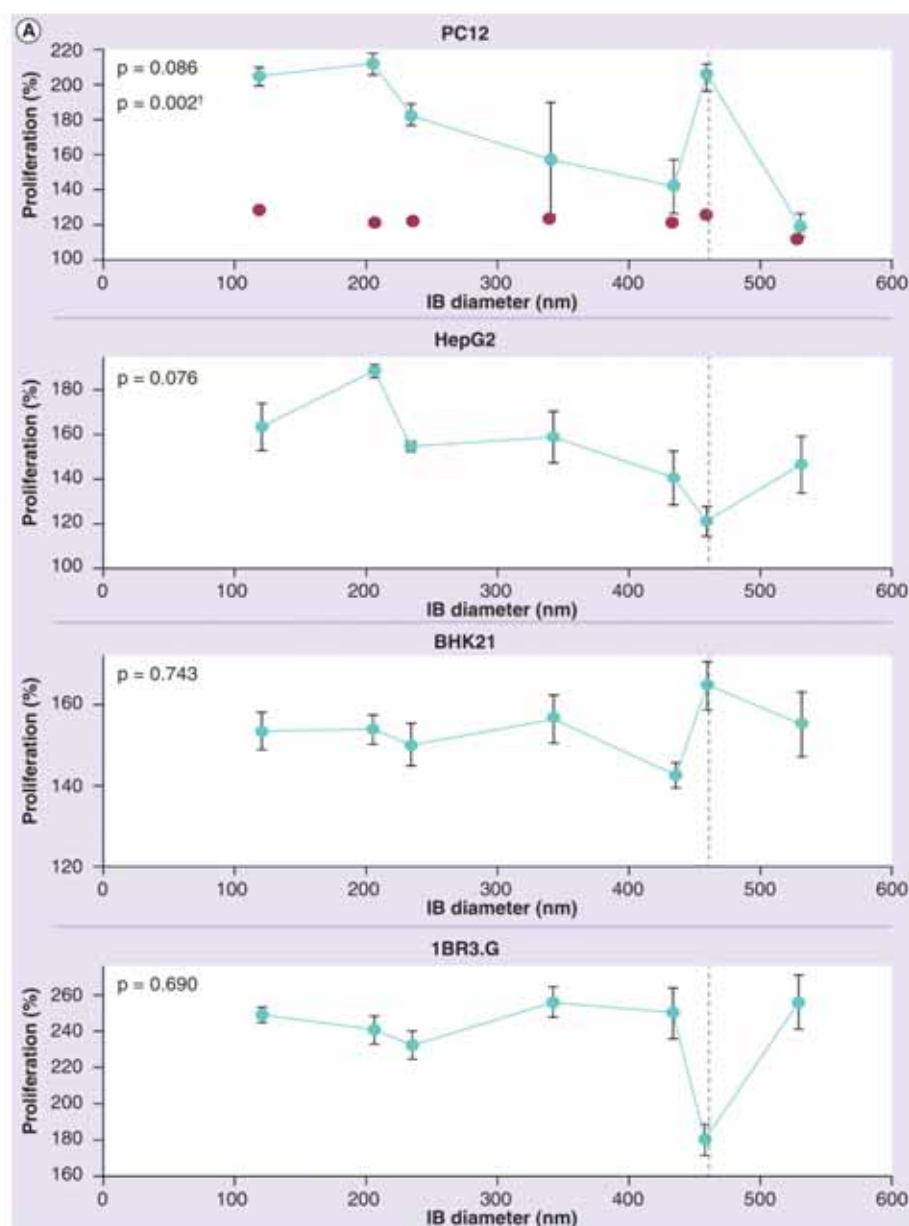 A
PC12
Proliferation (%)
220
200
180
160
140
120
100
p = 0.086
p = 0.002†
0 100 200 300 400 500 600
IB diameter (nm)
HepG2
Proliferation (%)
180
160
140
120
100
p = 0.076
0 100 200 300 400 500 600
IB diameter (nm)
BHK21
Proliferation (%)
160
140
120
p = 0.743
0 100 200 300 400 500 600
IB diameter (nm)
1BR3.G
Proliferation (%)
260
240
220
200
180
160
p = 0.690
0 100 200 300 400 500 600
IB diameter (nm)